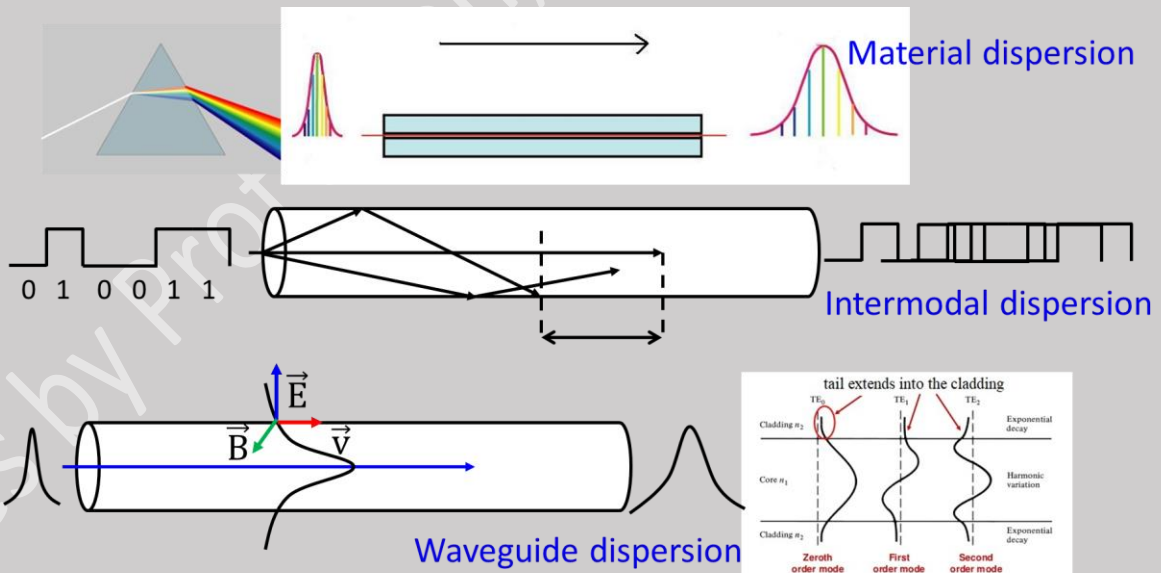 Material dispersion
0 1 0 0 1 1
Intermodal dispersion
E
B
v
Waveguide dispersion
tail extends into the cladding
TE₀ TE₁ TE₂
Cladding n₂
Exponential
decay
Core n₁
Harmonic
variation
Cladding n₂
Exponential
decay
Zeroth
order mode
First
order mode
Second
order mode
by Prof